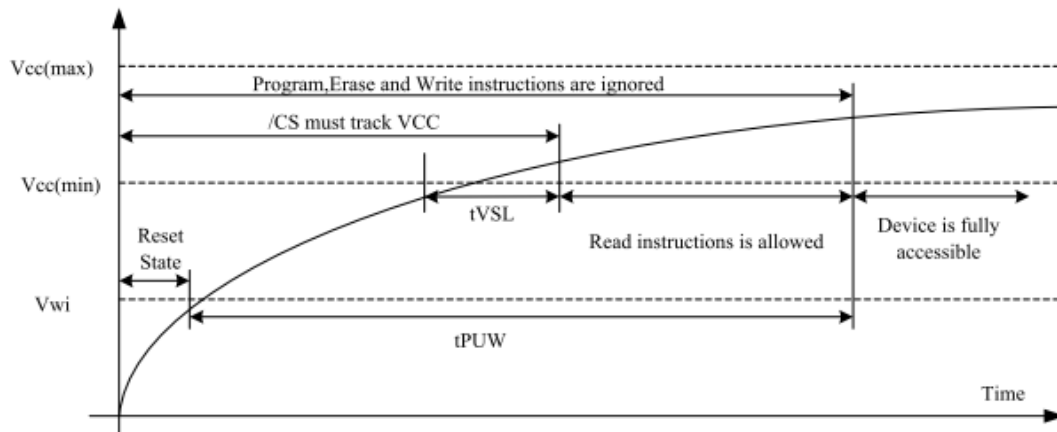 Vcc(max)
Program,Erase and Write instructions are ignored
/CS must track VCC
Vcc(min)
tVSL
Reset
State
Read instructions is allowed
Device is fully
accessible
Vwi
tPUW
Time